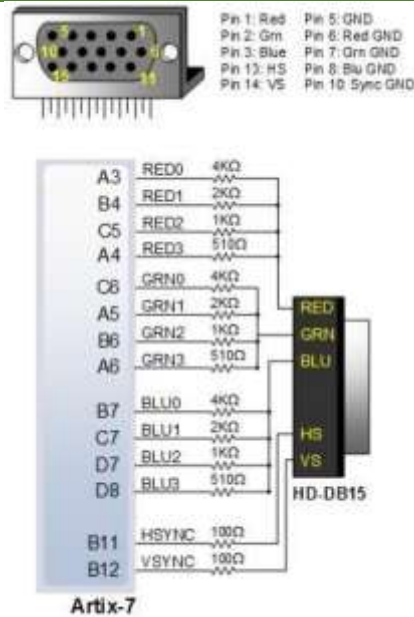 Pin 1: Red Pin 5: GND
Pin 2: Grn Pin 6: Red GND
Pin 3: Blue Pin 7: Grn GND
Pin 13: HS Pin 8: Blu GND
Pin 14: VS Pin 10: Sync GND
5 1
10 6
15 11
A3 RED0 4KΩ
B4 RED1 2KΩ
C5 RED2 1KΩ
A4 RED3 510Ω
C6 GRN0 4KΩ
A5 GRN1 2KΩ
B6 GRN2 1KΩ
A6 GRN3 510Ω
B7 BLU0 4KΩ
C7 BLU1 2KΩ
D7 BLU2 1KΩ
D8 BLU3 510Ω
B11 HSYNC 100Ω
B12 VSYNC 100Ω
RED
GRN
BLU
HS
VS
HD-DB15
Artix-7